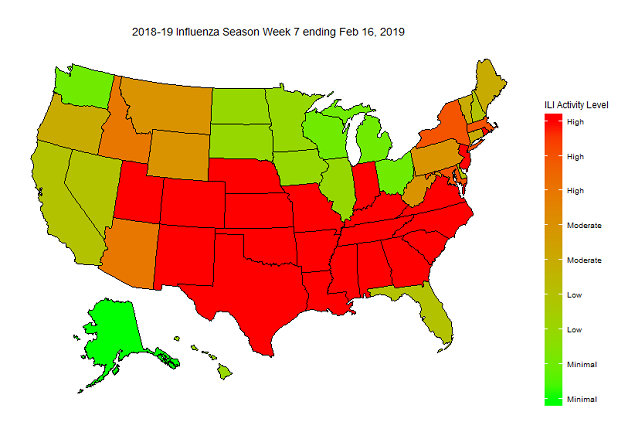 2018-19 Influenza Season Week 7 ending Feb 16, 2019
ILI Activity Level
High
High
High
Moderate
Moderate
Low
Low
Minimal
Minimal